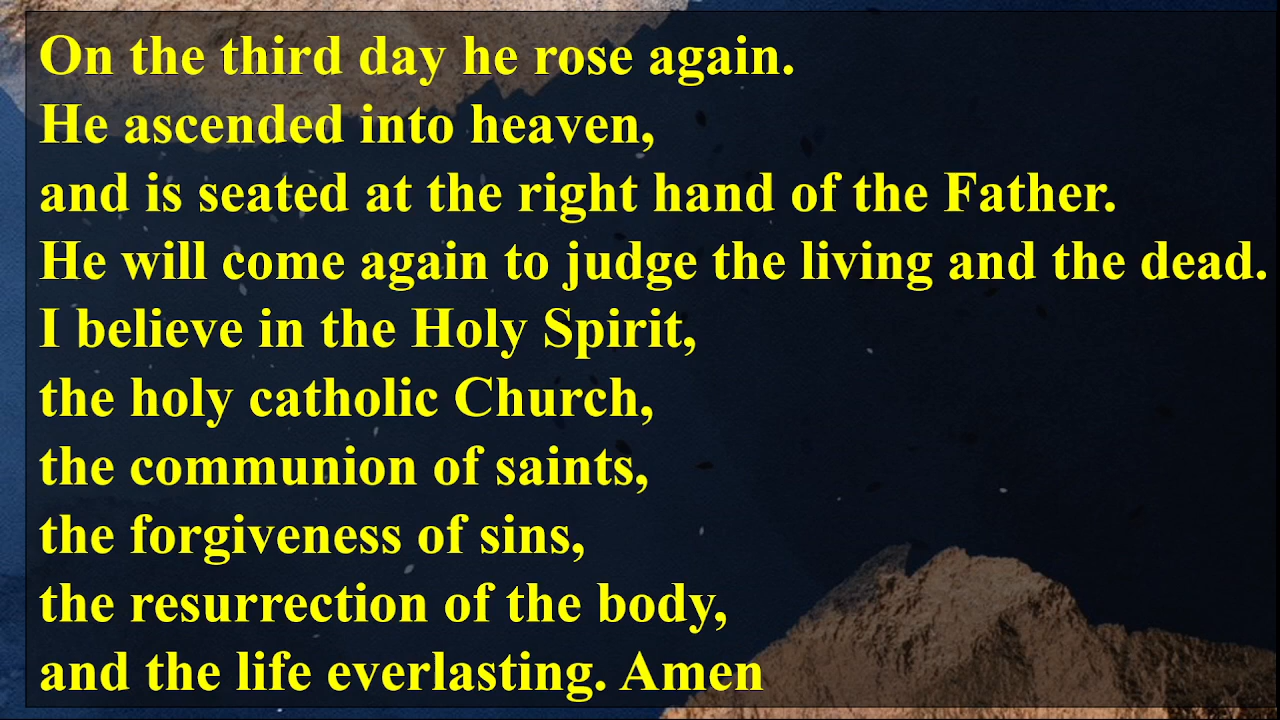 On the third day he rose again.
He ascended into heaven,
and is seated at the right hand of the Father.
He will come again to judge the living and the dead.
I believe in the Holy Spirit,
the holy catholic Church,
the communion of saints,
the forgiveness of sins,
the resurrection of the body,
and the life everlasting. Amen